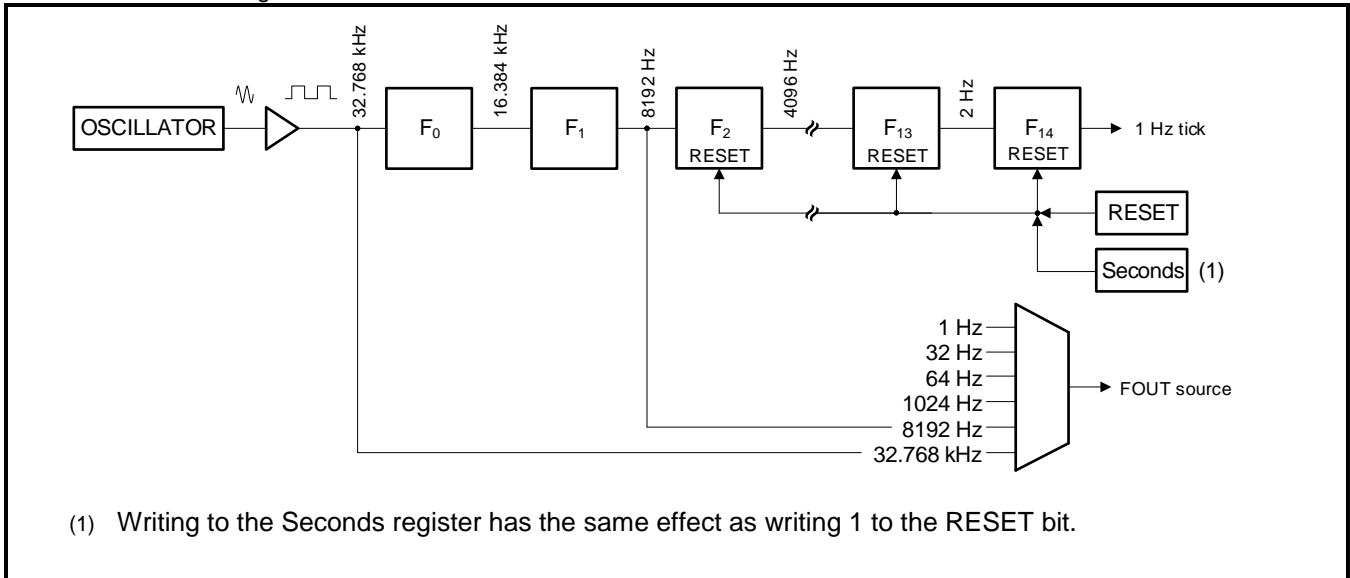 32.768 kHz
16.384 kHz
8192 Hz
4096 Hz
2 Hz
OSCILLATOR
F0
F1
F2
RESET
F13
RESET
F14
RESET
1 Hz tick
RESET
Seconds (1)
1 Hz
32 Hz
64 Hz
1024 Hz
8192 Hz
32.768 kHz
FOUT source
(1) Writing to the Seconds register has the same effect as writing 1 to the RESET bit.